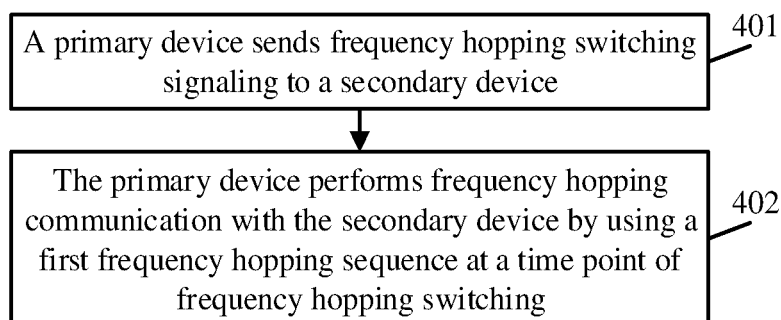 A primary device sends frequency hopping switching
signaling to a secondary device
401
The primary device performs frequency hopping
communication with the secondary device by using a
first frequency hopping sequence at a time point of
frequency hopping switching
402